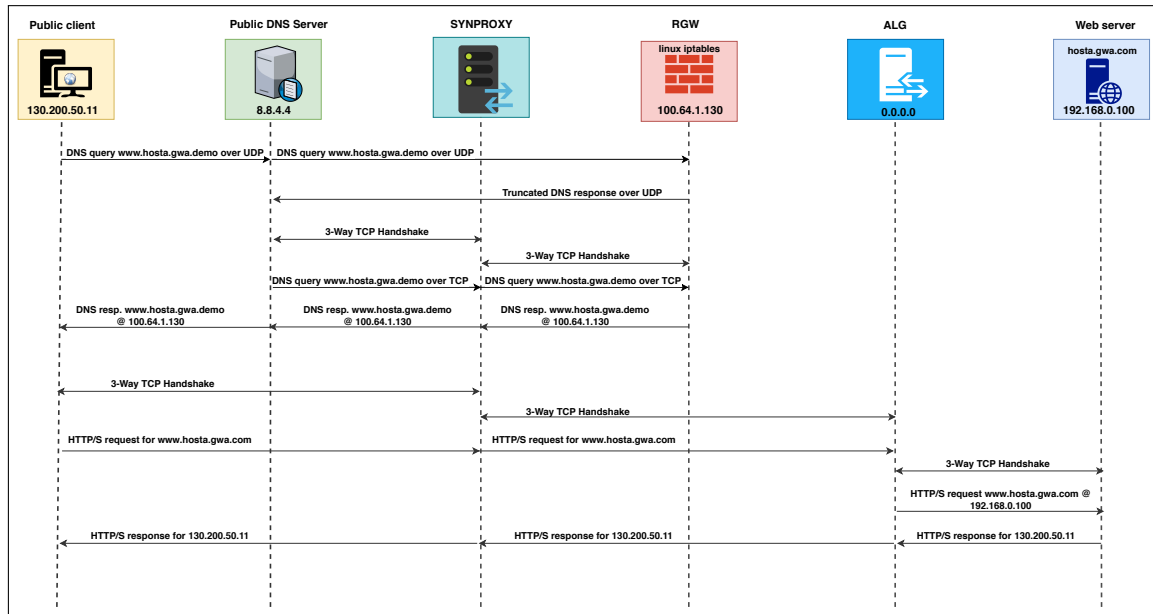 Public client
Public DNS Server
SYNPROXY
RGW
ALG
Web server
linux iptables
hosta.gwa.com
130.200.50.11
8.8.4.4
100.64.1.130
0.0.0.0
192.168.0.100
DNS query www.hosta.gwa.demo over UDP
DNS query www.hosta.gwa.demo over UDP
Truncated DNS response over UDP
3-Way TCP Handshake
3-Way TCP Handshake
DNS query www.hosta.gwa.demo over TCP
DNS query www.hosta.gwa.demo over TCP
DNS resp. www.hosta.gwa.demo
@ 100.64.1.130
DNS resp. www.hosta.gwa.demo
@ 100.64.1.130
DNS resp. www.hosta.gwa.demo
@ 100.64.1.130
3-Way TCP Handshake
3-Way TCP Handshake
HTTP/S request for www.hosta.gwa.com
HTTP/S request for www.hosta.gwa.com
3-Way TCP Handshake
HTTP/S request www.hosta.gwa.com @
192.168.0.100
HTTP/S response for 130.200.50.11
HTTP/S response for 130.200.50.11
HTTP/S response for 130.200.50.11